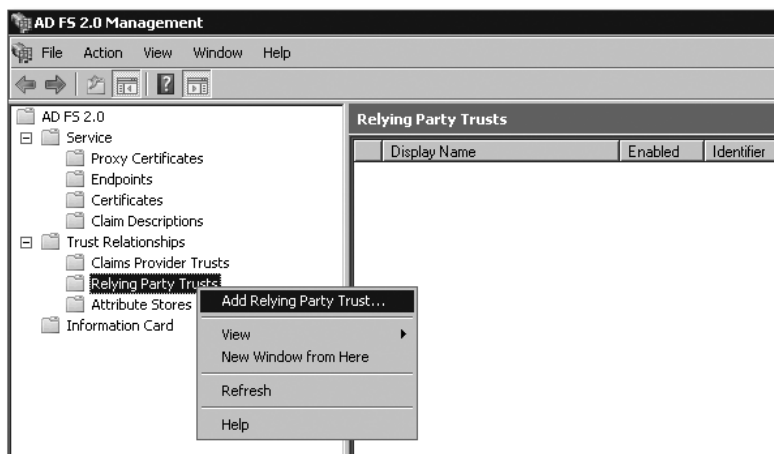 AD FS 2.0 Management
File Action View Window Help
AD FS 2.0
Service
Proxy Certificates
Endpoints
Certificates
Claim Descriptions
Trust Relationships
Claims Provider Trusts
Relying Party Trusts
Attribute Stores
Information Card
Relying Party Trusts
Display Name Enabled Identifier
Add Relying Party Trust...
View
New Window from Here
Refresh
Help